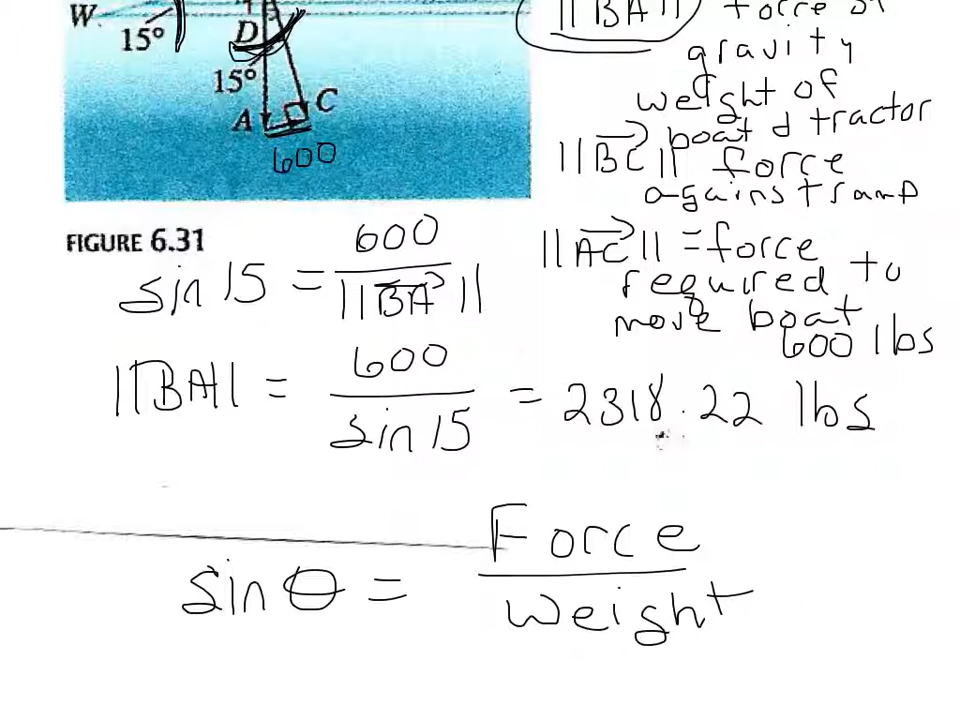 W
15°
D
15°
A
C
600
||BA|| force of
gravity
weight of
boat & tractor
||BC|| force
against ramp
FIGURE 6.31
sin 15 = 600 / ||BA||
||AC|| = force
required to
move boat
600 lbs
||BA|| = 600 / sin 15 = 2318.22 lbs
sin θ = Force / Weight